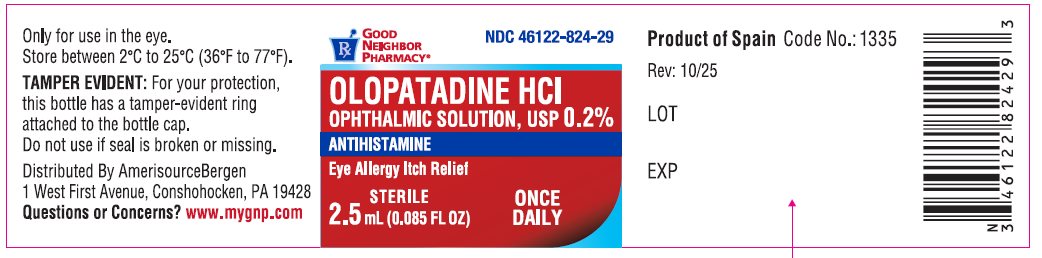 Only for use in the eye.
Store between 2°C to 25°C (36°F to 77°F).
TAMPER EVIDENT: For your protection,
this bottle has a tamper-evident ring
attached to the bottle cap.
Do not use if seal is broken or missing.
Distributed By AmerisourceBergen
1 West First Avenue, Conshohocken, PA 19428
Questions or Concerns? www.mygnp.com
Rx
GOOD
NEIGHBOR
PHARMACY®
NDC 46122-824-29
OLOPATADINE HCl
OPHTHALMIC SOLUTION, USP 0.2%
ANTIHISTAMINE
Eye Allergy Itch Relief
STERILE
2.5 mL (0.085 FL OZ)
ONCE
DAILY
Product of Spain Code No.: 1335
Rev: 10/25
LOT
EXP
N
3 46122 82429 3